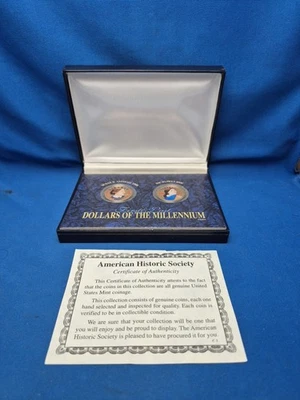 DOLLARS OF THE MILLENNIUM
American Historic Society
Certificate of Authenticity
This Certificate of Authenticity attests to the fact
that the coins in this collection are all genuine United
States Mint coinage.
This collection consists of genuine coins, each one
hand selected and inspected for quality. Each coin is
verified to be in collectible condition.
We are sure that your collection will be one that
you will enjoy and be proud to display. The American
Historic Society is pleased to have procured it for you